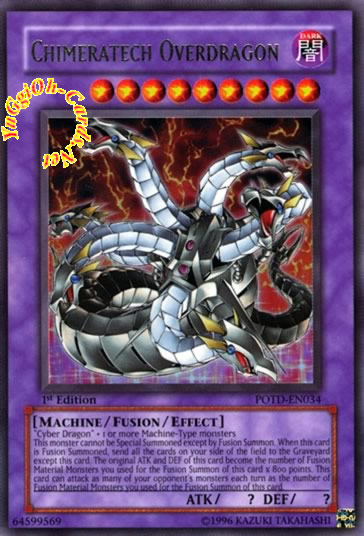 CHIMERATECH OVERDRAGON
DARK
闇
YuGgiOh-Cards.Net
1st Edition
POTD-EN034
[MACHINE/FUSION/EFFECT]
"Cyber Dragon" + 1 or more Machine-Type monsters
This monster cannot be Special Summoned except by Fusion Summon. When this card
is Fusion Summoned, send all the cards on your side of the field to the Graveyard
except this card. The original ATK and DEF of this card become the number of Fusion
Material Monsters you used for the Fusion Summon of this card x 800 points. This
card can attack as many of your opponent's monsters each turn as the number of
Fusion Material Monsters you used for the Fusion Summon of this card.
ATK/ ? DEF/ ?
64599569
©1996 KAZUKI TAKAHASHI